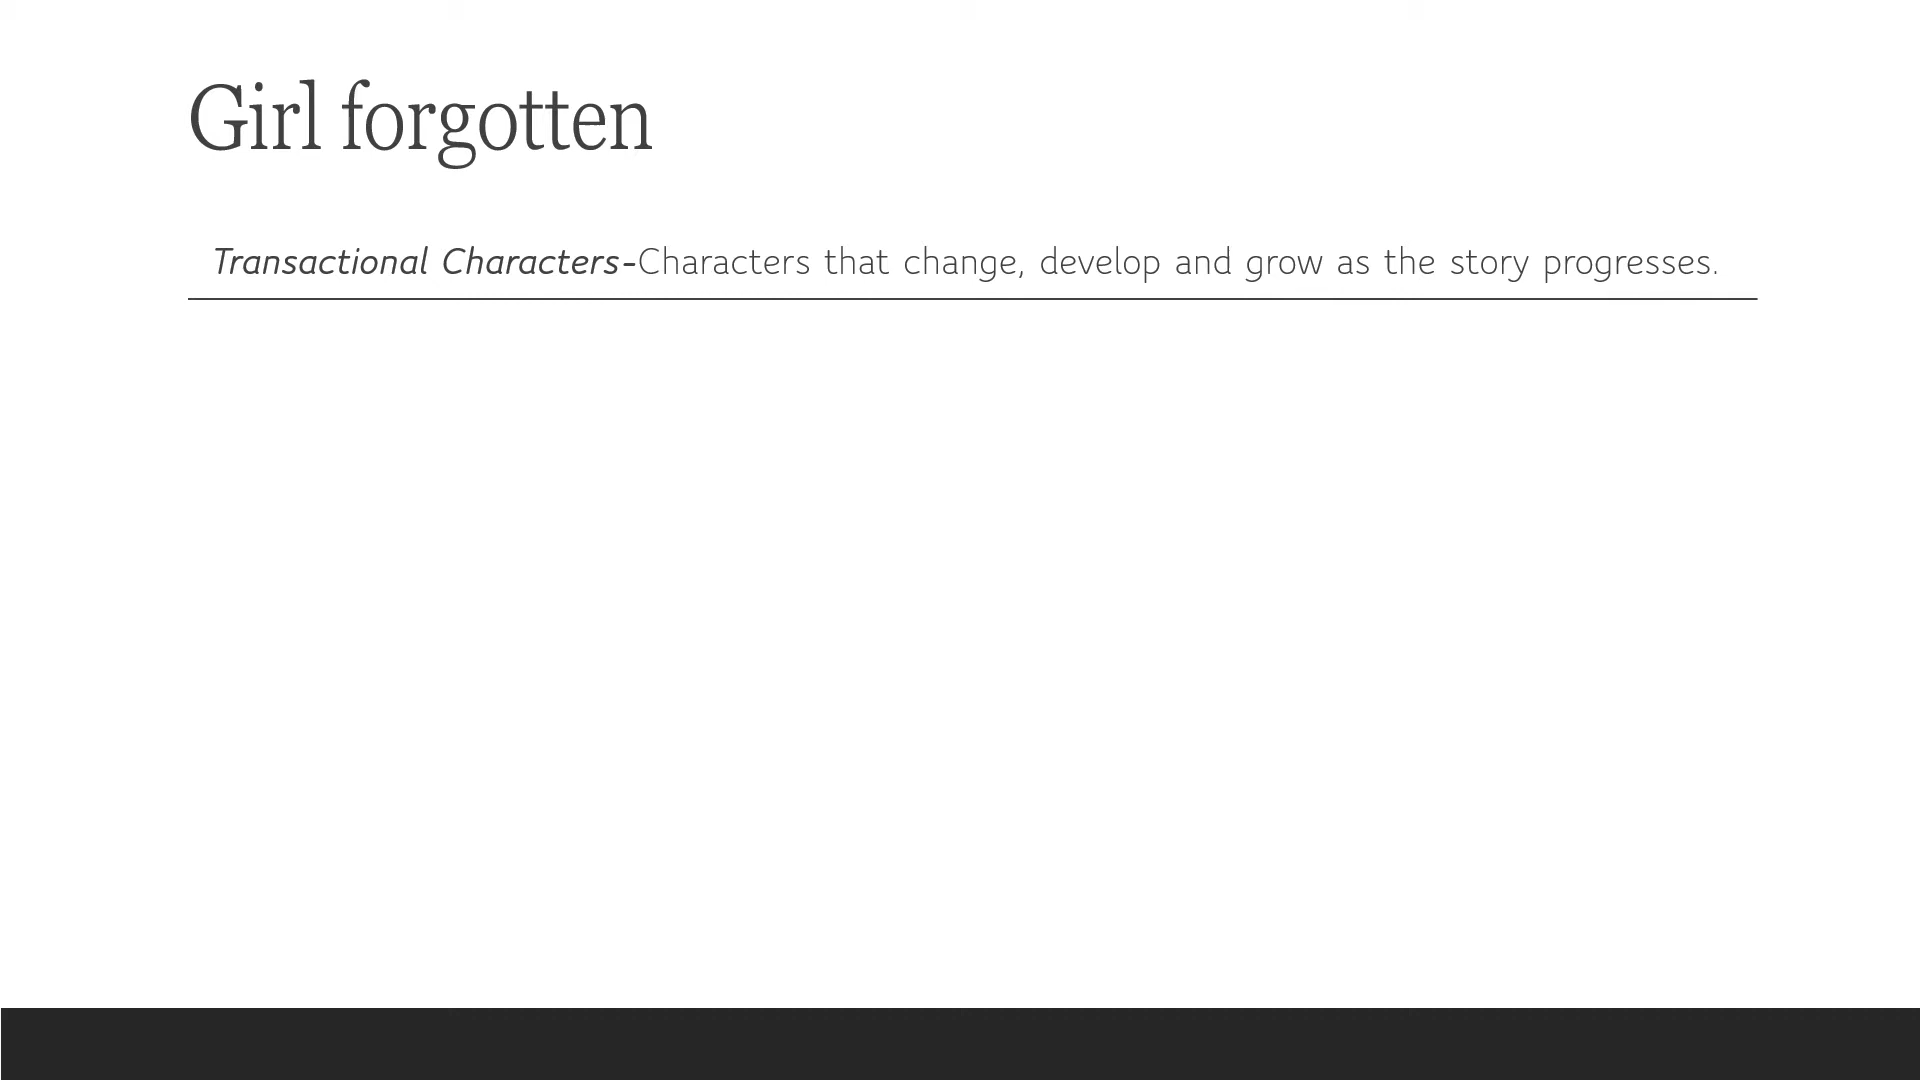 Girl forgotten
Transactional Characters-Characters that change, develop and grow as the story progresses.